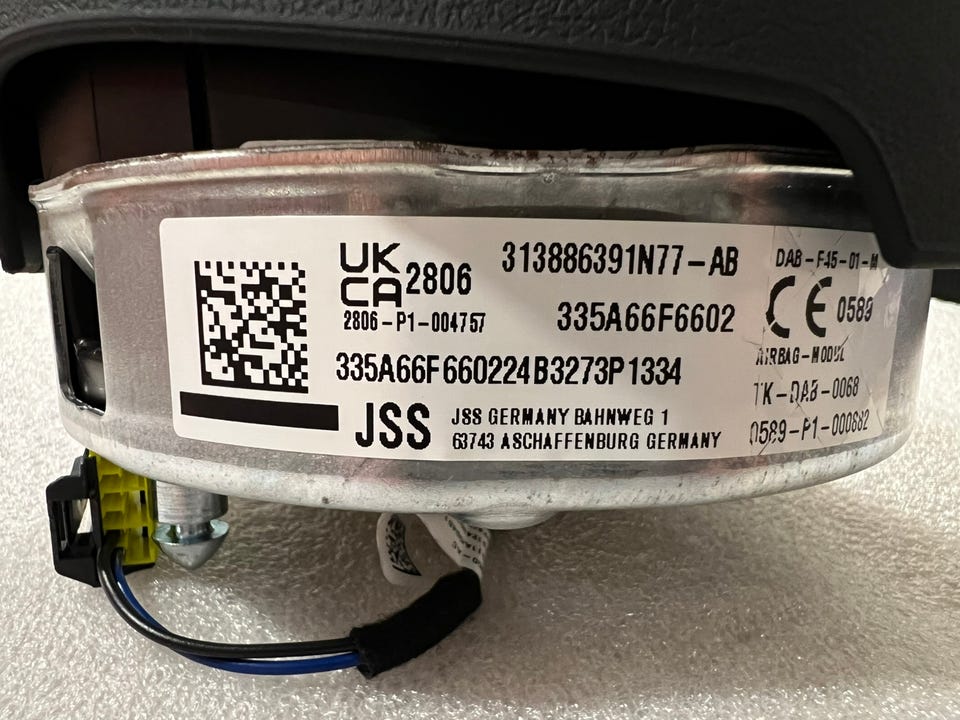 UK
CA 2806
2806-P1-004757
313886391N77-AB
335A66F6602
335A66F660224B3273P1334
JSS
JSS GERMANY BAHNWEG 1
63743 ASCHAFFENBURG GERMANY
DAB-F45-01-M
CE 0589
AIRBAG-MODUL
TK-DAB-0068
0589-P1-000882